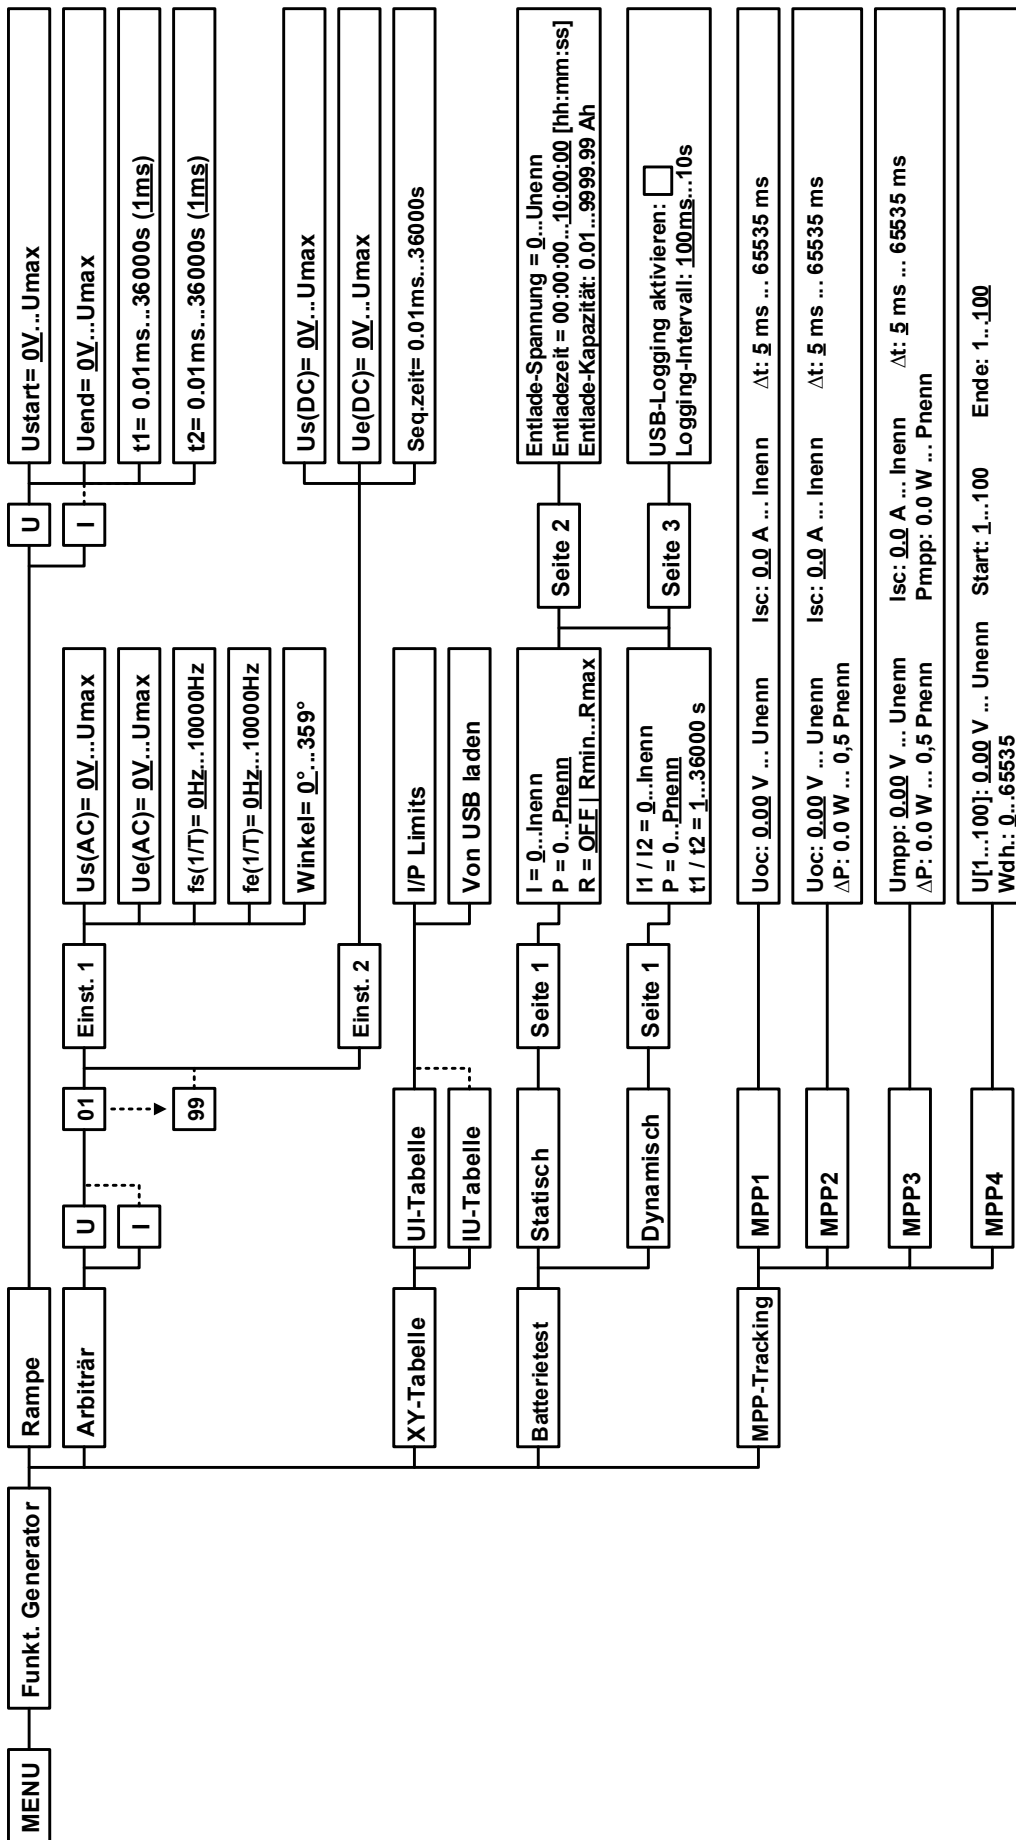 MENU
Funkt. Generator
Rampe
U
I
Ustart= 0V...Umax
Uend= 0V...Umax
t1= 0.01ms...36000s (1ms)
t2= 0.01ms...36000s (1ms)
Arbiträr
U
I
01
99
Einst. 1
Us(AC)= 0V...Umax
Ue(AC)= 0V...Umax
fs(1/T)= 0Hz...10000Hz
fe(1/T)= 0Hz...10000Hz
Winkel= 0°...359°
Einst. 2
Us(DC)= 0V...Umax
Ue(DC)= 0V...Umax
Seq.zeit= 0.01ms...36000s
XY-Tabelle
UI-Tabelle
IU-Tabelle
I/P Limits
Von USB laden
Batterietest
Statisch
Seite 1
I = 0...Inenn
P = 0...Pnenn
R = OFF | Rmin...Rmax
Dynamisch
Seite 1
I1 / I2 = 0...Inenn
P = 0...Pnenn
t1 / t2 = 1...36000 s
Seite 2
Entlade-Spannung = 0...Unenn
Entladezeit = 00:00:00...10:00:00 [hh:mm:ss]
Entlade-Kapazität: 0.01...9999.99 Ah
Seite 3
USB-Logging aktivieren:
Logging-Intervall: 100ms...10s
MPP-Tracking
MPP1
Uoc: 0.00 V ... Unenn Isc: 0.0 A ... Inenn Δt: 5 ms ... 65535 ms
MPP2
Uoc: 0.00 V ... Unenn Isc: 0.0 A ... Inenn Δt: 5 ms ... 65535 ms
ΔP: 0.0 W ... 0,5 Pnenn
MPP3
Umpp: 0.00 V ... Unenn Isc: 0.0 A ... Inenn Δt: 5 ms ... 65535 ms
ΔP: 0.0 W ... 0,5 Pnenn Pmpp: 0.0 W ... Pnenn
MPP4
U[1...100]: 0.00 V ... Unenn Start: 1...100 Ende: 1...100
Wdh.: 0...65535